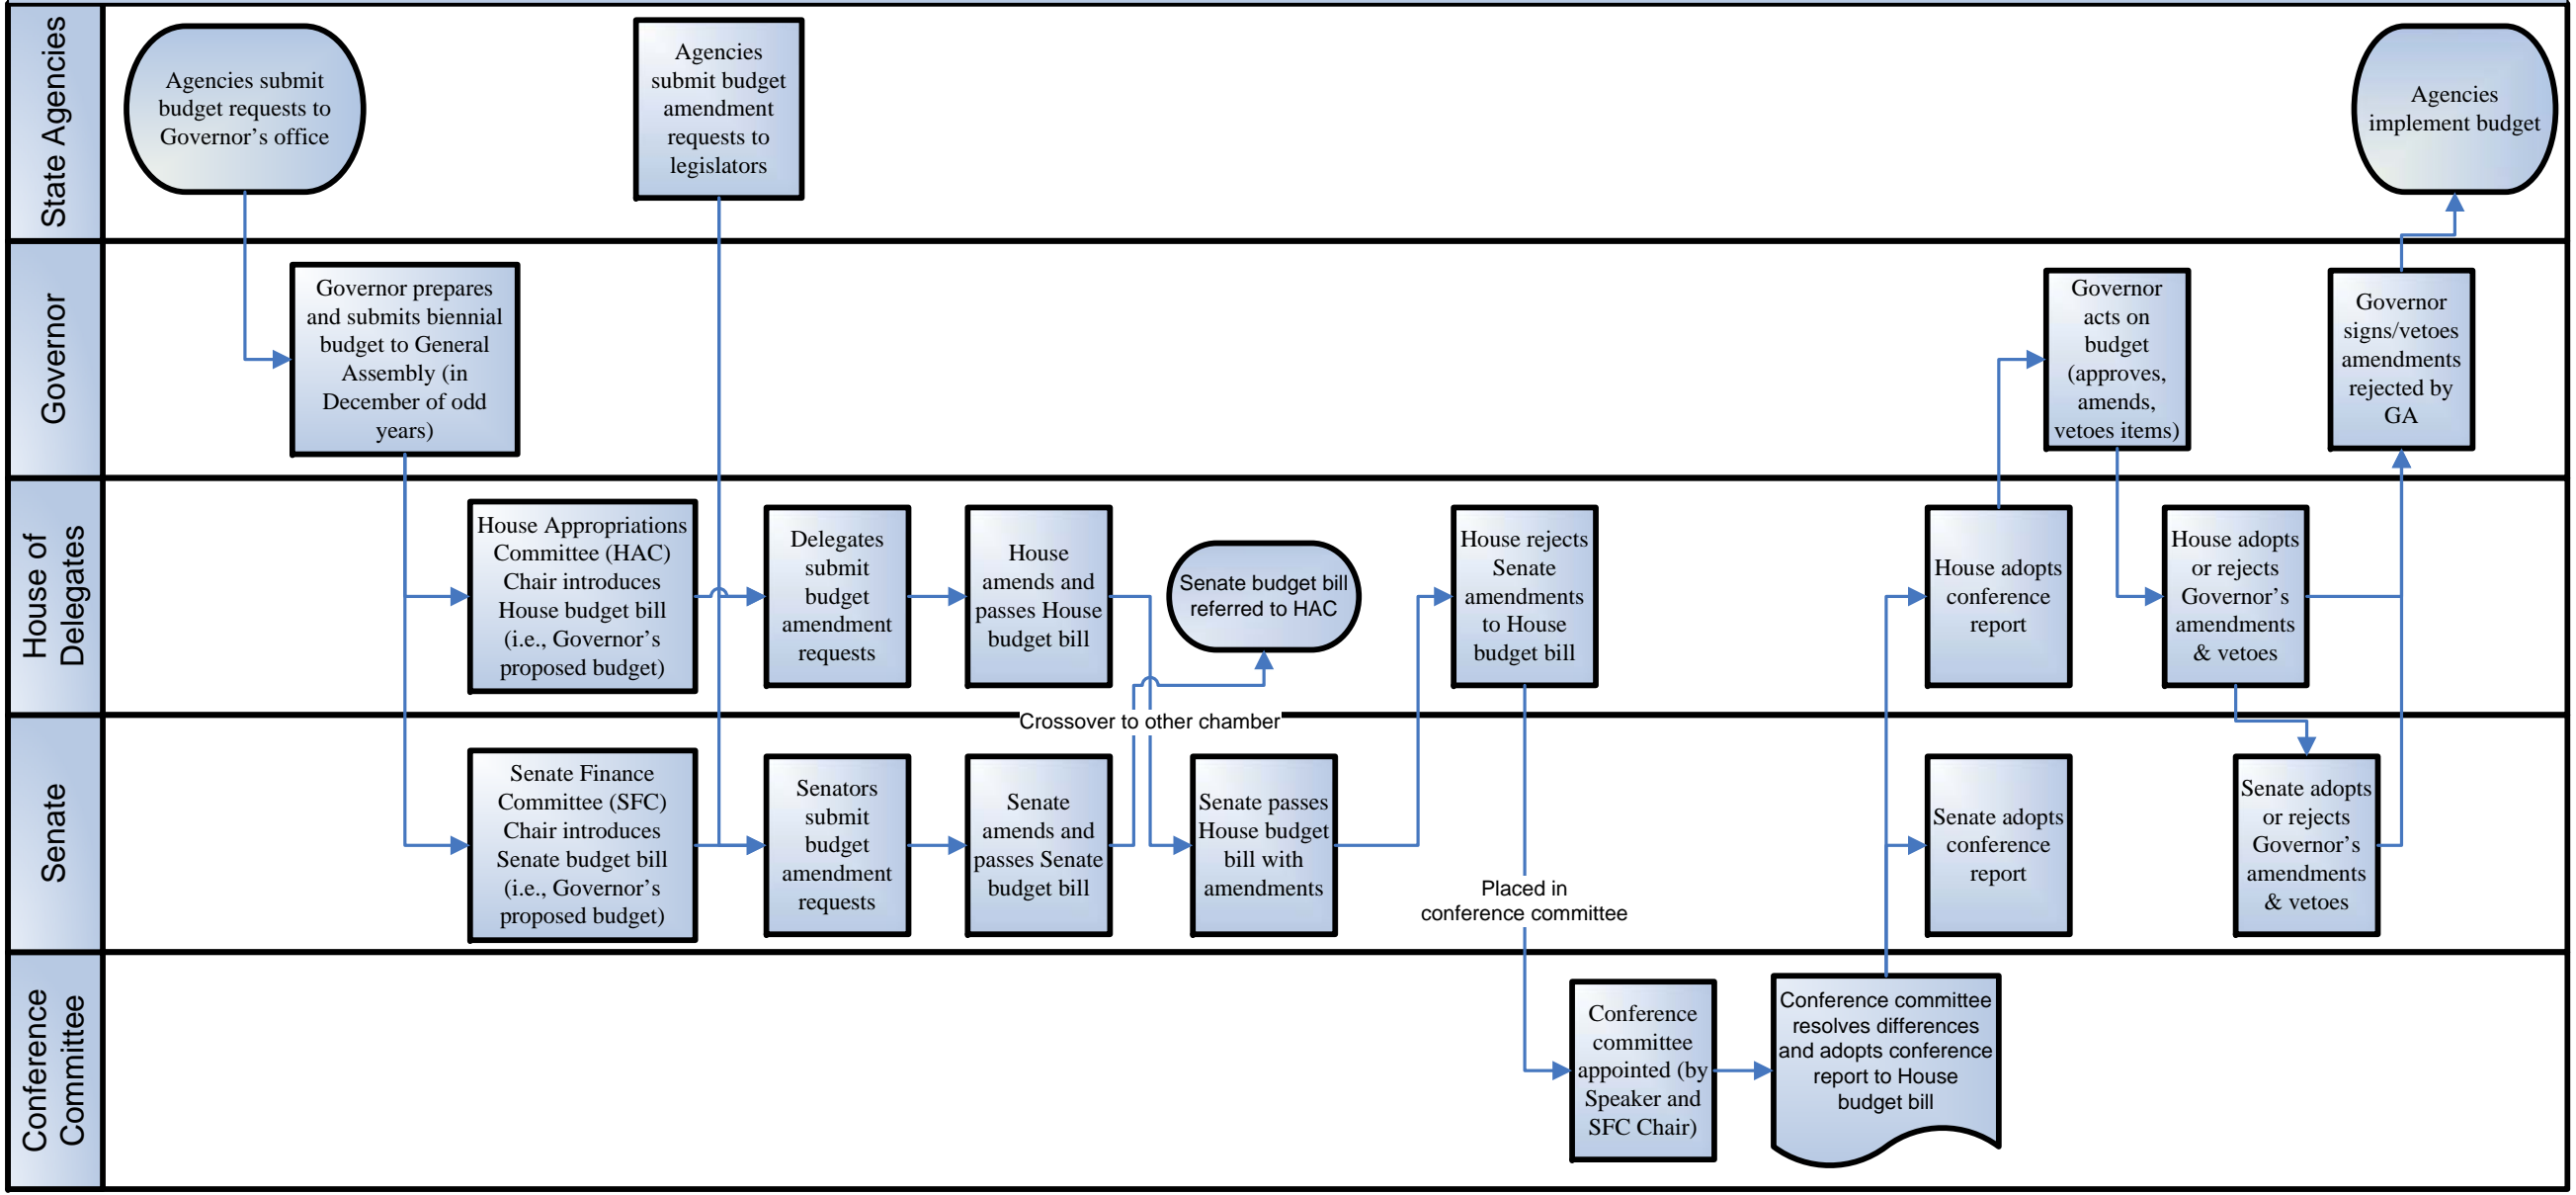 State Agencies
Agencies submit
budget requests to
Governor’s office
Agencies
submit budget
amendment
requests to
legislators
Agencies
implement budget
Governor
Governor prepares
and submits biennial
budget to General
Assembly (in
December of odd
years)
Governor
acts on
budget
(approves,
amends,
vetoes items)
Governor
signs/vetoes
amendments
rejected by
GA
House of
Delegates
House Appropriations
Committee (HAC)
Chair introduces
House budget bill
(i.e., Governor’s
proposed budget)
Delegates
submit
budget
amendment
requests
House
amends and
passes House
budget bill
Senate budget bill
referred to HAC
House rejects
Senate
amendments
to House
budget bill
House adopts
conference
report
House adopts
or rejects
Governor’s
amendments
& vetoes
Crossover to other chamber
Senate
Senate Finance
Committee (SFC)
Chair introduces
Senate budget bill
(i.e., Governor’s
proposed budget)
Senators
submit
budget
amendment
requests
Senate
amends and
passes Senate
budget bill
Senate passes
House budget
bill with
amendments
Placed in
conference committee
Senate adopts
conference
report
Senate adopts
or rejects
Governor’s
amendments
& vetoes
Conference
Committee
Conference
committee
appointed (by
Speaker and
SFC Chair)
Conference committee
resolves differences
and adopts conference
report to House
budget bill